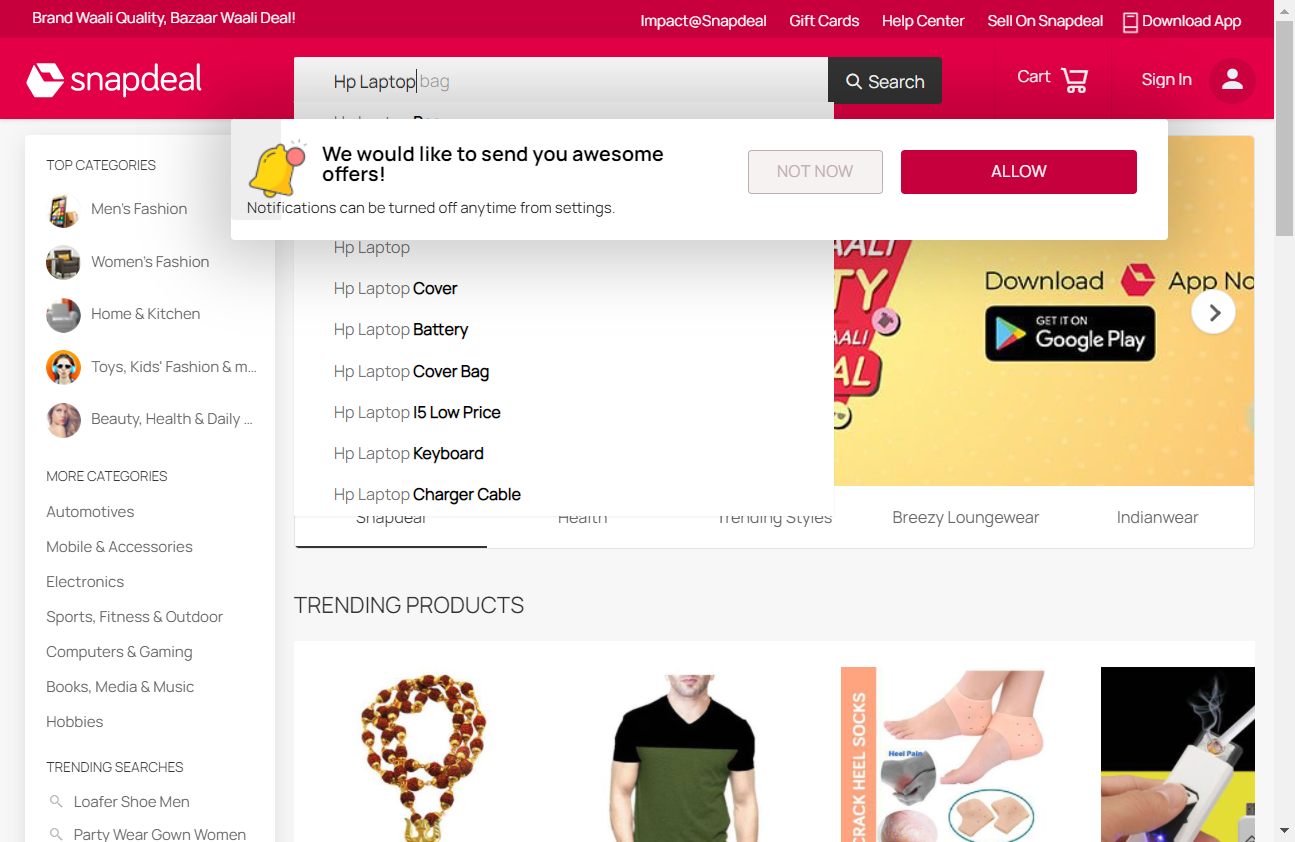 Brand Waali Quality, Bazaar Waali Deal!
Impact@Snapdeal
Gift Cards
Help Center
Sell On Snapdeal
Download App
snapdeal
Hp Laptop bag
Search
Cart
Sign In
We would like to send you awesome
offers!
Notifications can be turned off anytime from settings.
NOT NOW
ALLOW
TOP CATEGORIES
Men's Fashion
Women's Fashion
Home & Kitchen
Toys, Kids' Fashion & m...
Beauty, Health & Daily ...
MORE CATEGORIES
Automotives
Mobile & Accessories
Electronics
Sports, Fitness & Outdoor
Computers & Gaming
Books, Media & Music
Hobbies
TRENDING SEARCHES
Loafer Shoe Men
Party Wear Gown Women
Hp Laptop
Hp Laptop Cover
Hp Laptop Battery
Hp Laptop Cover Bag
Hp Laptop I5 Low Price
Hp Laptop Keyboard
Hp Laptop Charger Cable
Download App No
GET IT ON
Google Play
Snapdeal
Health
Trending Styles
Breezy Loungewear
Indianwear
TRENDING PRODUCTS
CRACK HEEL SOCKS
Heel Pain